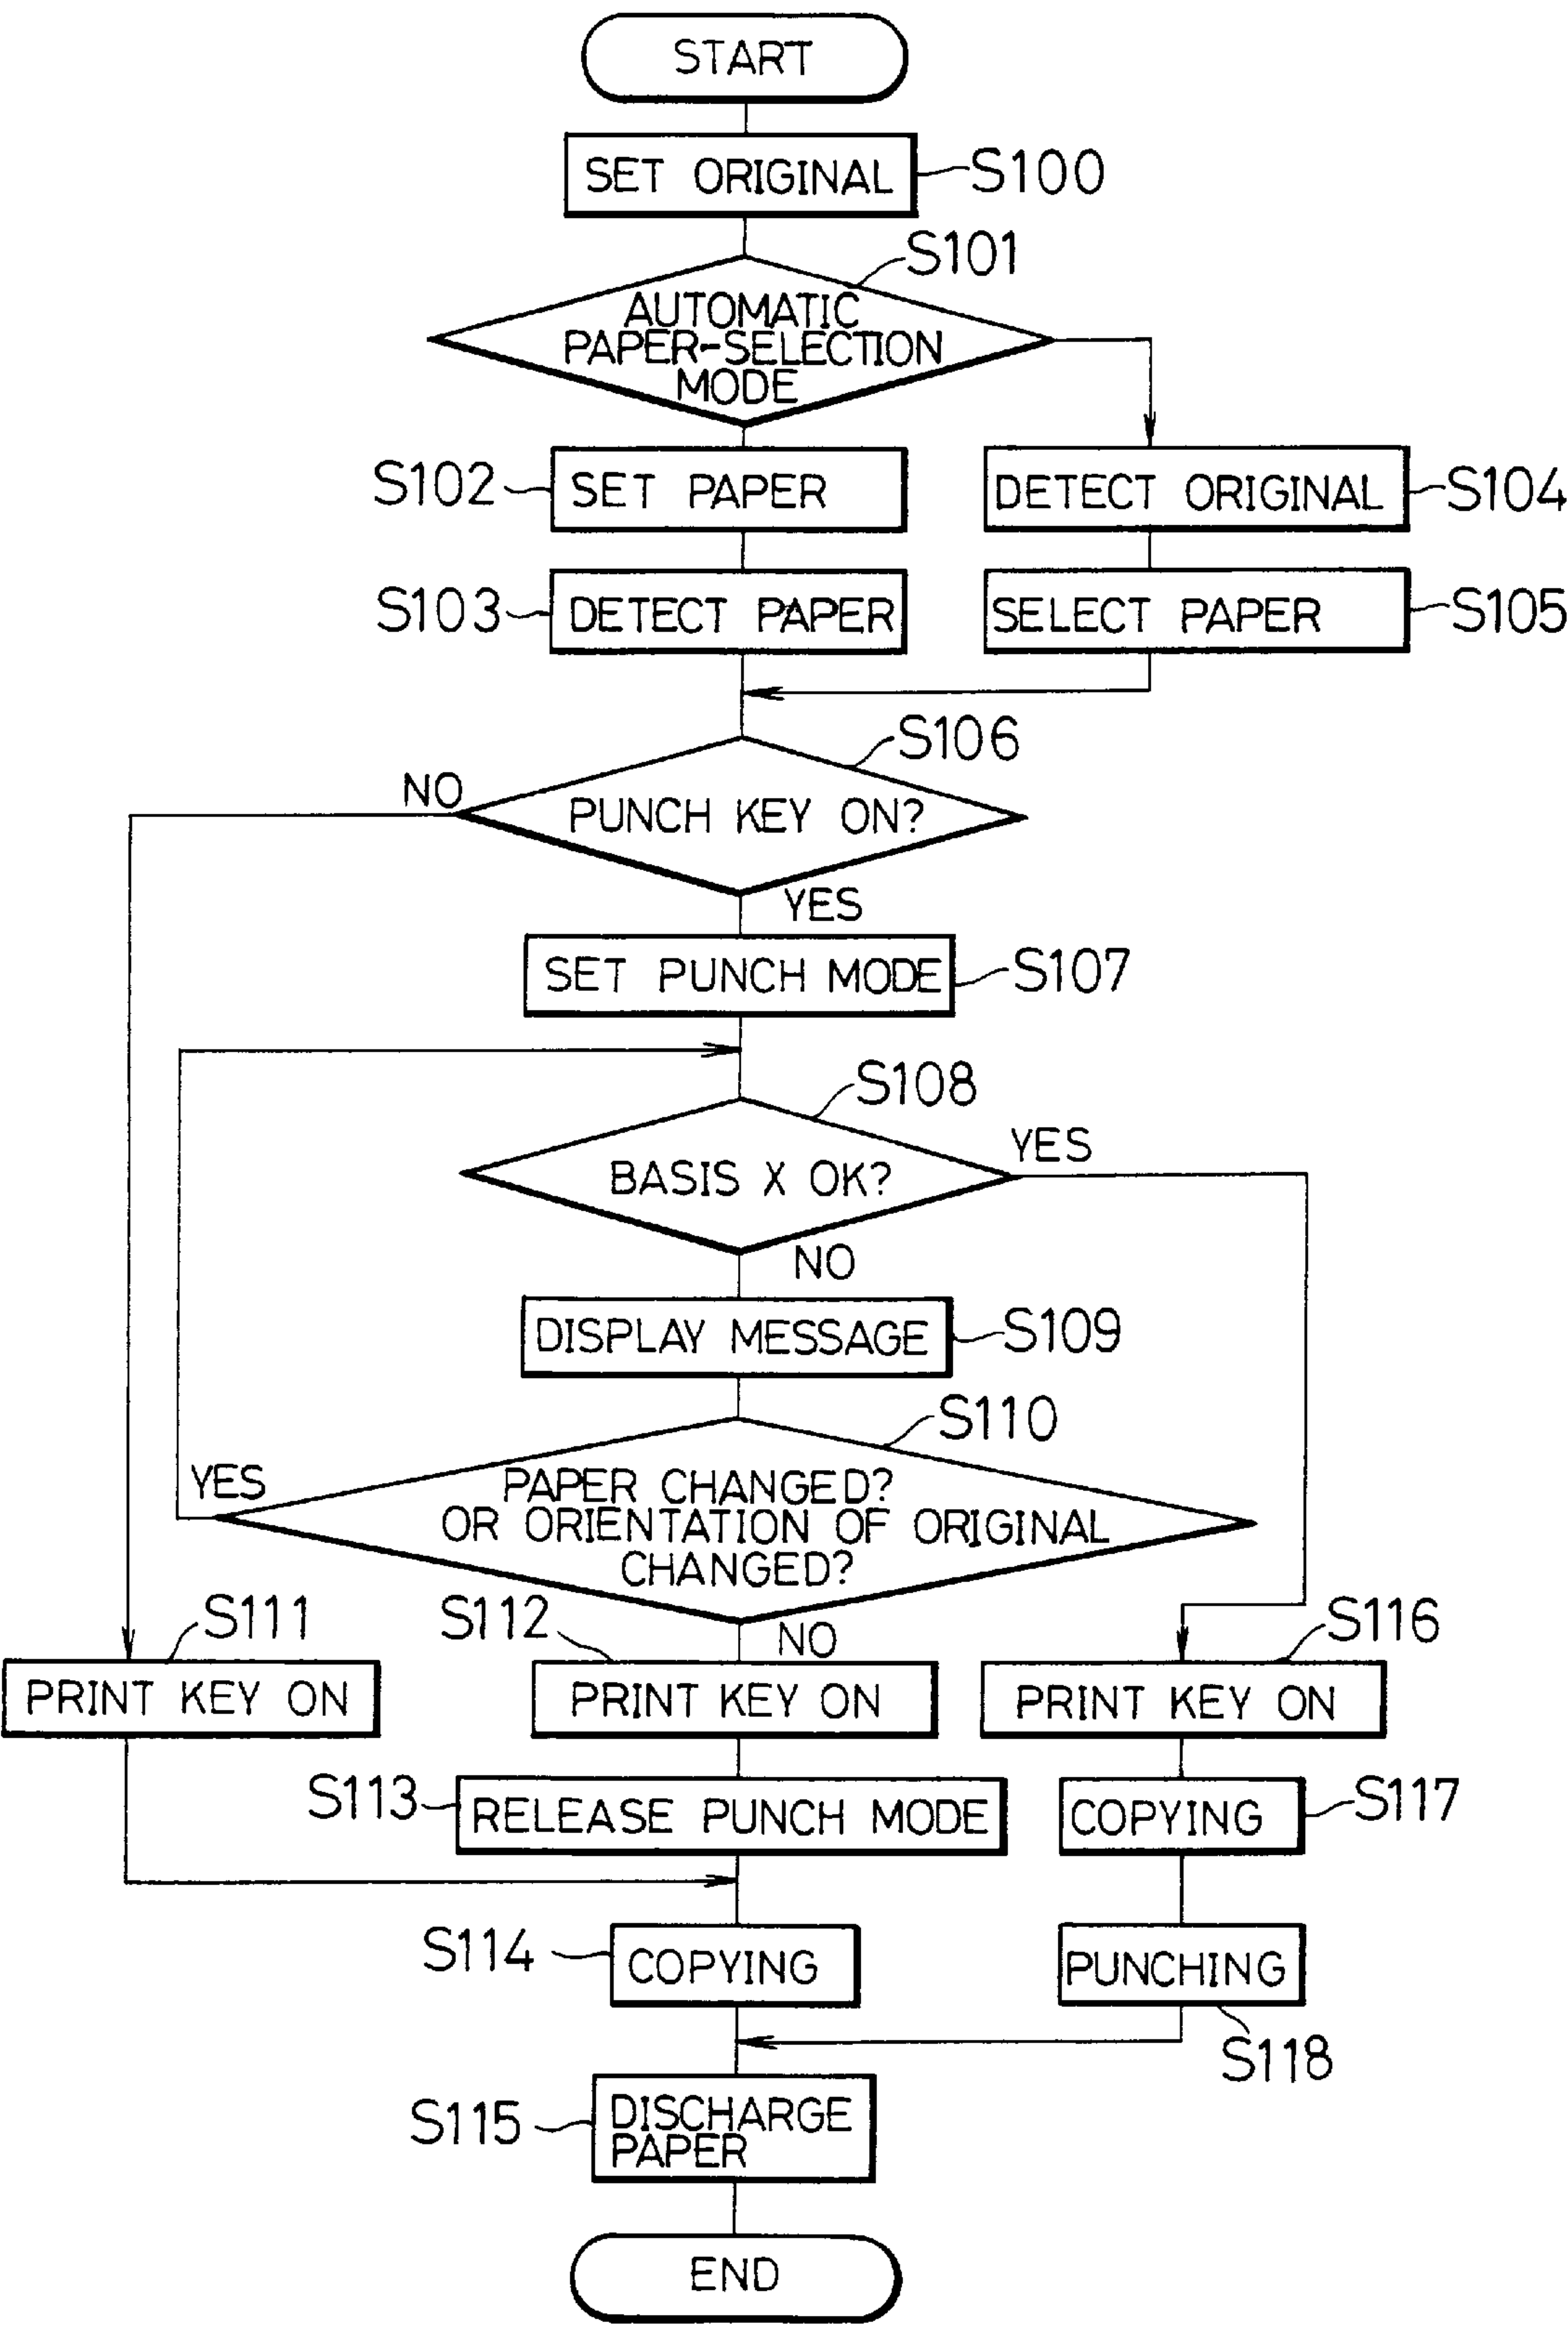 START
SET ORIGINAL
S100
S101
AUTOMATIC
PAPER-SELECTION
MODE
S102
SET PAPER
DETECT ORIGINAL
S104
S103
DETECT PAPER
SELECT PAPER
S105
S106
NO
PUNCH KEY ON?
YES
SET PUNCH MODE
S107
S108
YES
BASIS X OK?
NO
DISPLAY MESSAGE
S109
S110
YES
PAPER CHANGED?
OR ORIENTATION OF ORIGINAL
CHANGED?
S111
S112
NO
S116
PRINT KEY ON
PRINT KEY ON
PRINT KEY ON
S113
RELEASE PUNCH MODE
COPYING
S117
S114
COPYING
PUNCHING
S118
S115
DISCHARGE
PAPER
END